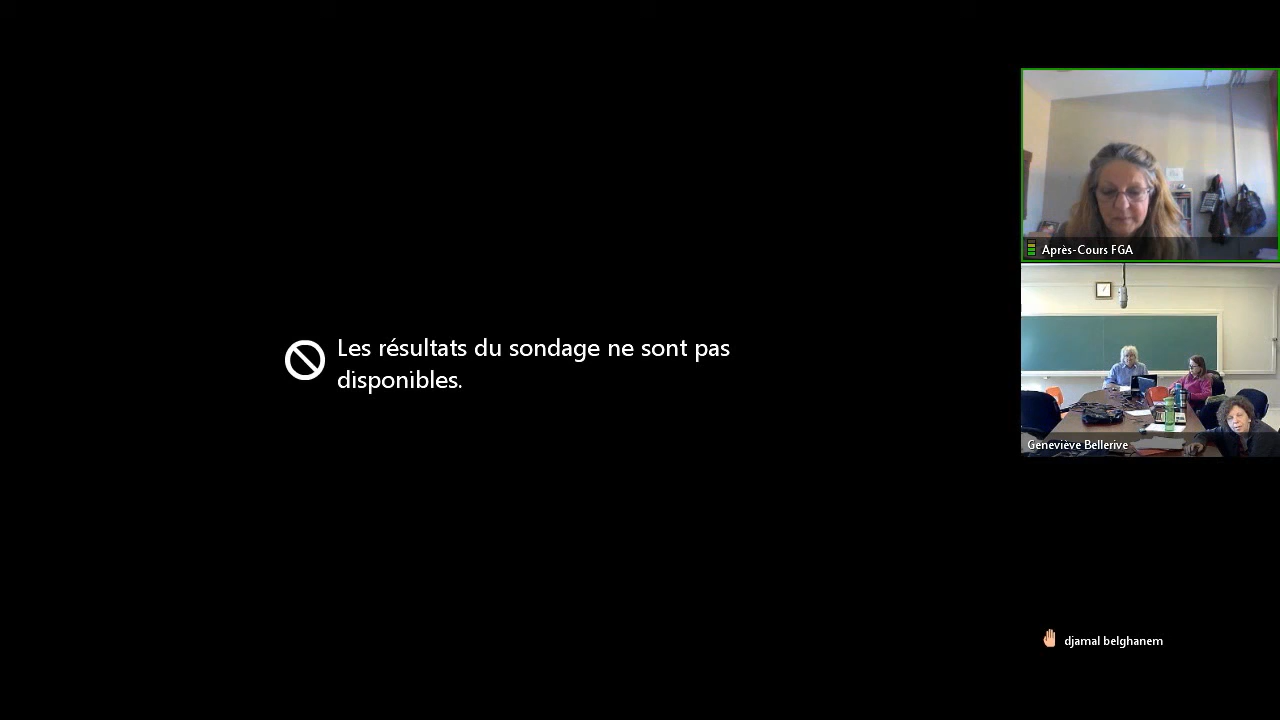 Les résultats du sondage ne sont pas
disponibles.
Après-Cours FGA
Geneviève Bellerive
djamal belghanem